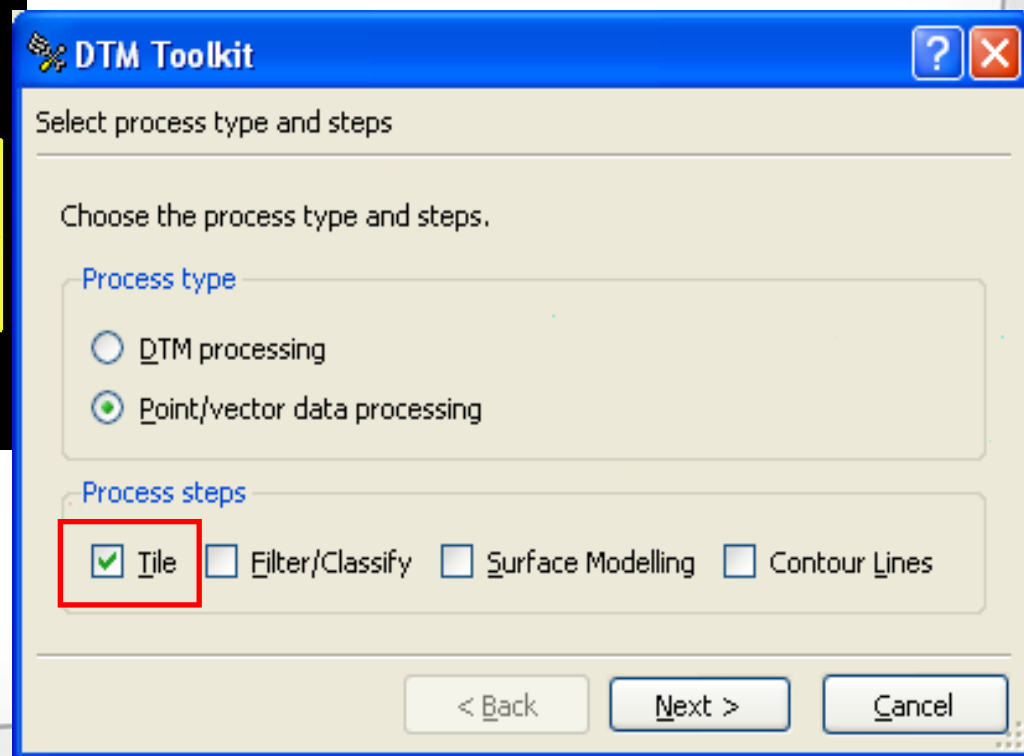 DTM Toolkit
?
Select process type and steps
Choose the process type and steps.
Process type
DTM processing
Point/vector data processing
Process steps
Tile Filter/Classify Surface Modelling Contour Lines
< Back Next > Cancel